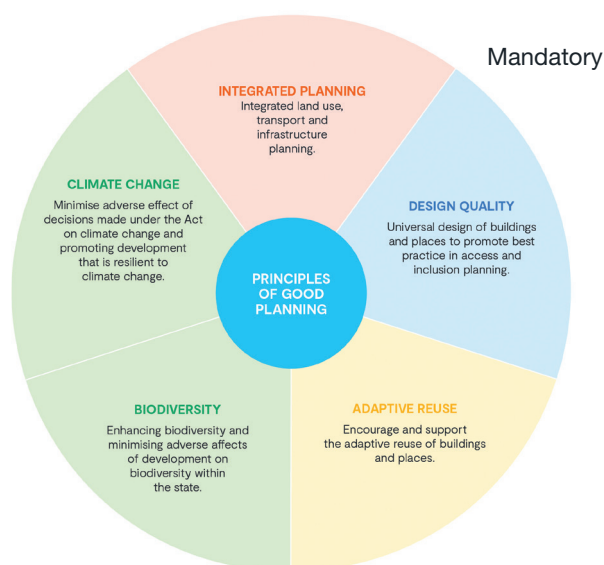 Mandatory
INTEGRATED PLANNING
Integrated land use,
transport and
infrastructure
planning.
CLIMATE CHANGE
Minimise adverse effect of
decisions made under the Act
on climate change and
promoting development
that is resilient to
climate change.
DESIGN QUALITY
Universal design of buildings
and places to promote best
practice in access and
inclusion planning.
PRINCIPLES
OF GOOD
PLANNING
BIODIVERSITY
Enhancing biodiversity and
minimising adverse affects
of development on
biodiversity within
the state.
ADAPTIVE REUSE
Encourage and support
the adaptive reuse of buildings
and places.